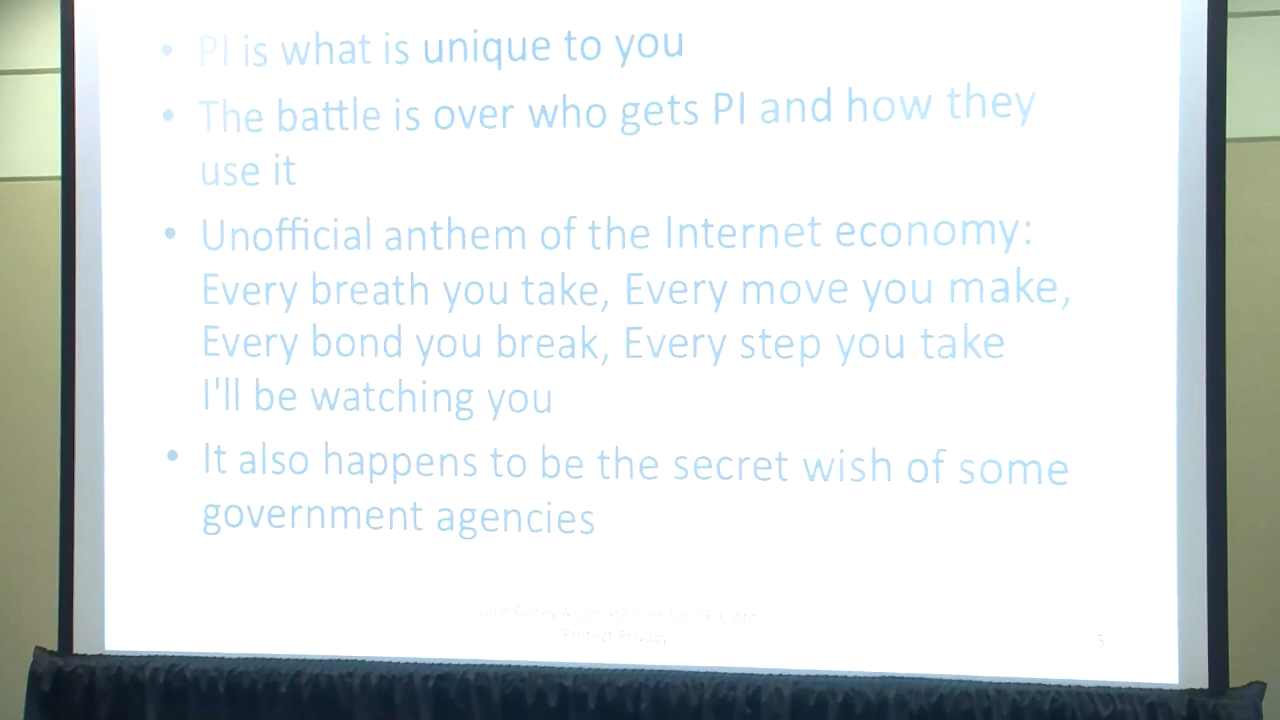 • PI is what is unique to you
• The battle is over who gets PI and how they
use it
• Unofficial anthem of the Internet economy:
Every breath you take, Every move you make,
Every bond you break, Every step you take
I'll be watching you
• It also happens to be the secret wish of some
government agencies
Protect Privacy
5